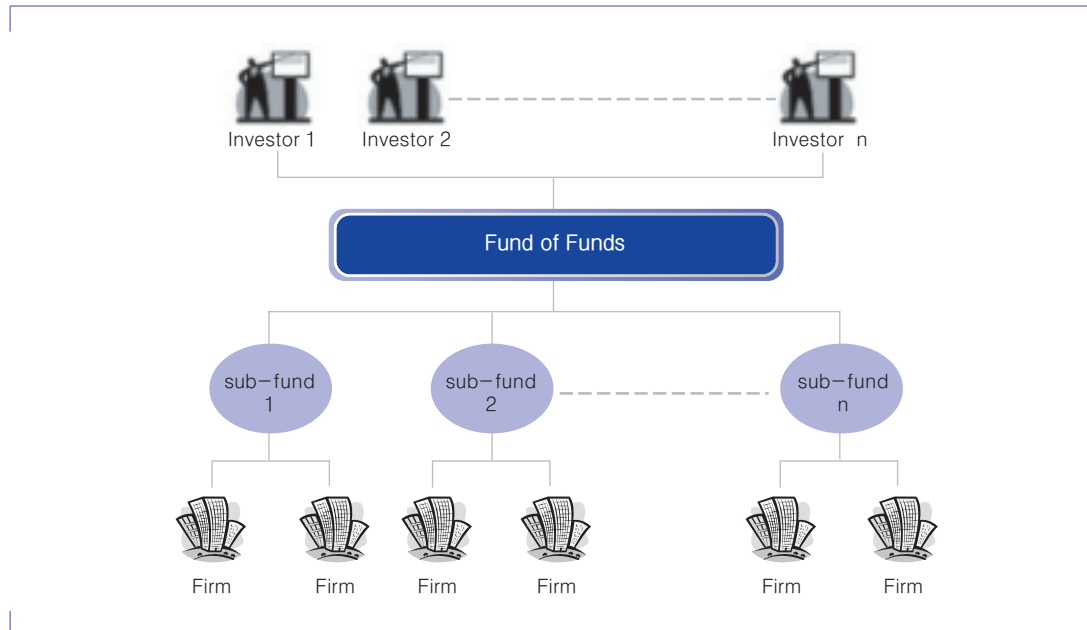 Investor 1
Investor 2
Investor n
Fund of Funds
sub-fund
1
sub-fund
2
sub-fund
n
Firm
Firm
Firm
Firm
Firm
Firm